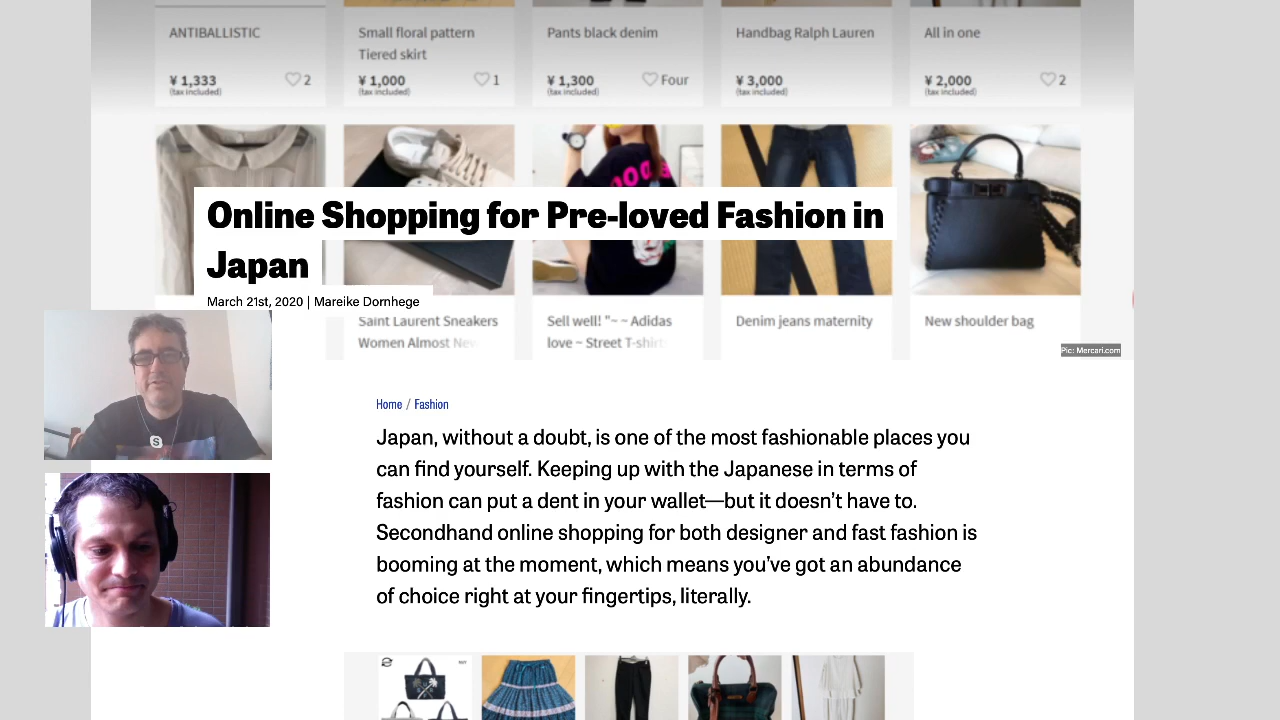 ANTIBALLISTIC
Small floral pattern
Tiered skirt
Pants black denim
Handbag Ralph Lauren
All in one
¥ 1,333
2
(tax included)
¥ 1,000
1
(tax included)
¥ 1,300
Four
(tax included)
¥ 3,000
(tax included)
¥ 2,000
2
(tax included)
Online Shopping for Pre-loved Fashion in
Japan
March 21st, 2020 | Mareike Dornhege
Saint Laurent Sneakers
Women Almost New
Sell well! "~ ~ Adidas
love ~ Street T-shirt
Denim jeans maternity
New shoulder bag
Pic: Mercari.com
S
Home / Fashion
Japan, without a doubt, is one of the most fashionable places you
can find yourself. Keeping up with the Japanese in terms of
fashion can put a dent in your wallet—but it doesn't have to.
Secondhand online shopping for both designer and fast fashion is
booming at the moment, which means you've got an abundance
of choice right at your fingertips, literally.